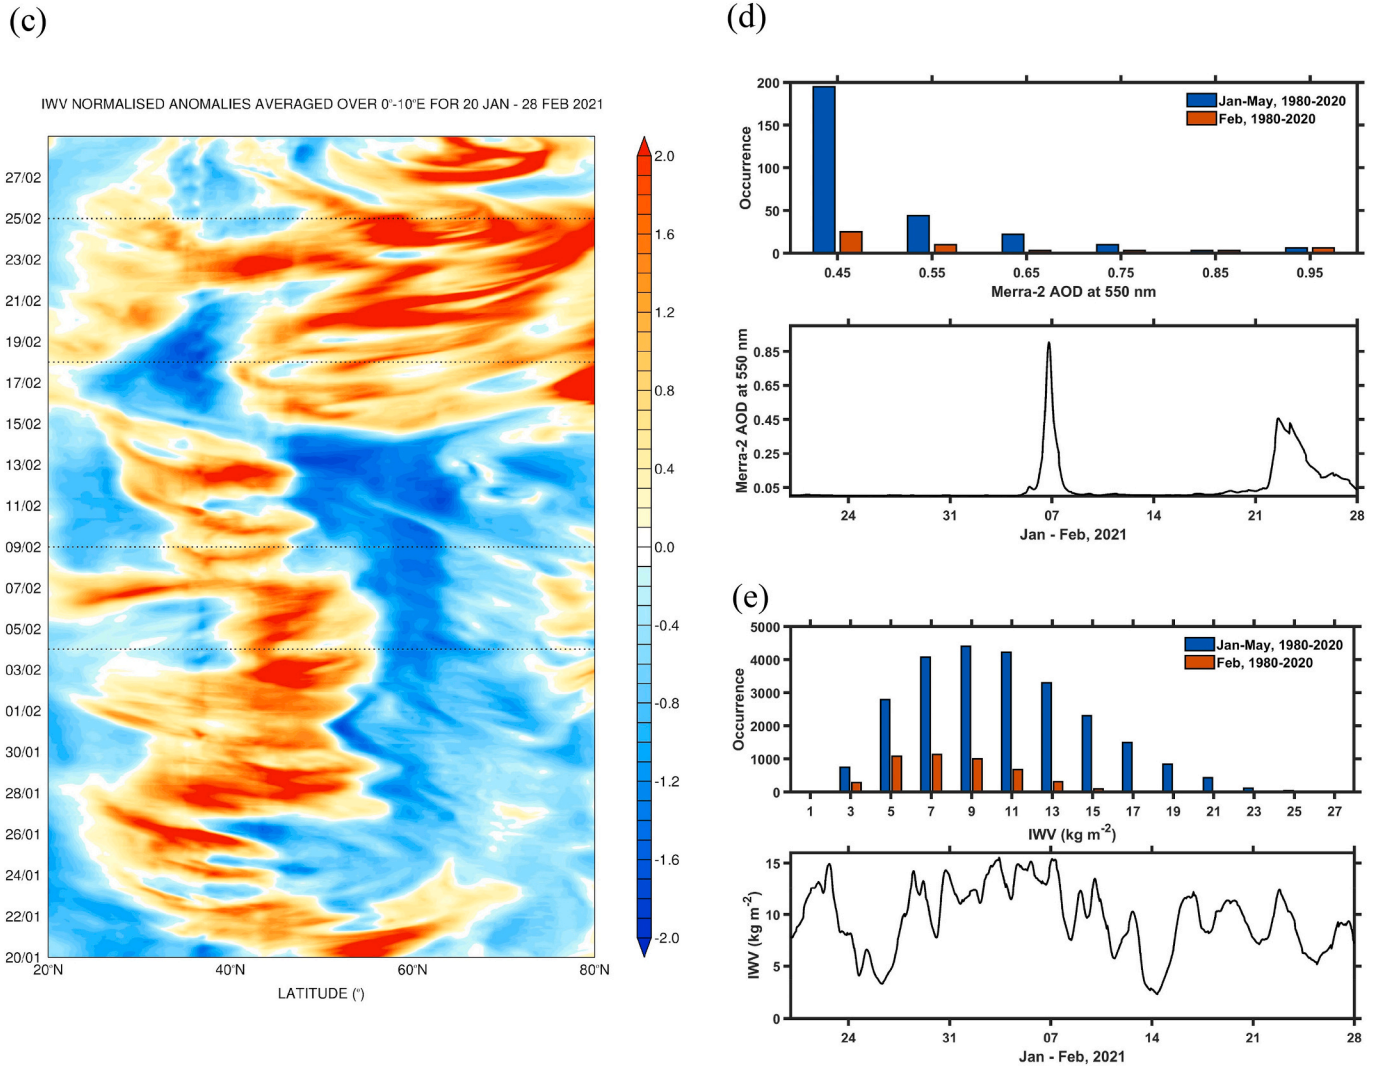 (c)
IWV NORMALISED ANOMALIES AVERAGED OVER 0°-10°E FOR 20 JAN - 28 FEB 2021
27/02
25/02
23/02
21/02
19/02
17/02
15/02
13/02
11/02
09/02
07/02
05/02
03/02
01/02
30/01
28/01
26/01
24/01
22/01
20/01
20°N 40°N 60°N 80°N
LATITUDE (°)
2.0
1.6
1.2
0.8
0.4
0.0
-0.4
-0.8
-1.2
-1.6
-2.0
(d)
200
150
100
50
0
Occurrence
Jan-May, 1980-2020
Feb, 1980-2020
0.45 0.55 0.65 0.75 0.85 0.95
Merra-2 AOD at 550 nm
Merra-2 AOD at 550 nm
0.85
0.65
0.45
0.25
0.05
24 31 07 14 21 28
Jan - Feb, 2021
(e)
5000
4000
3000
2000
1000
0
Occurrence
Jan-May, 1980-2020
Feb, 1980-2020
1 3 5 7 9 11 13 15 17 19 21 23 25 27
IWV (kg m⁻²)
IWV (kg m⁻²)
15
10
5
0
24 31 07 14 21 28
Jan - Feb, 2021